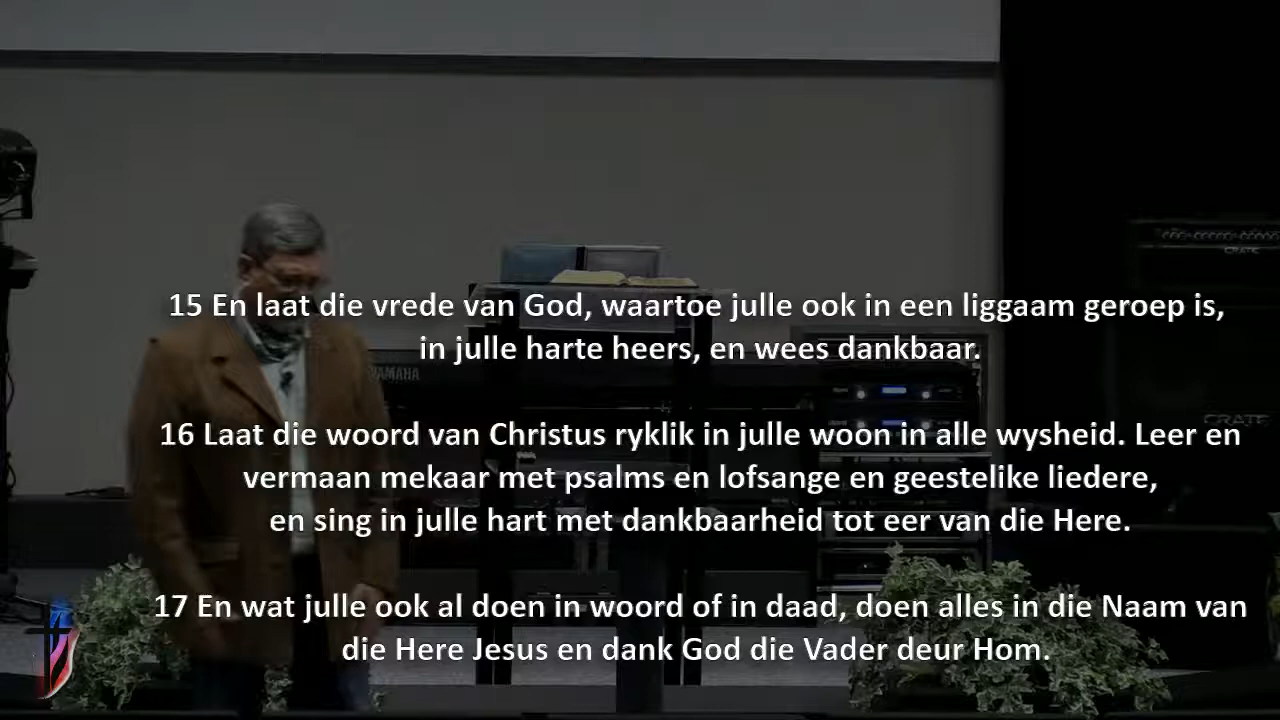 15 En laat die vrede van God, waartoe julle ook in een liggaam geroep is,
in julle harte heers, en wees dankbaar.
YAMAHA
16 Laat die woord van Christus ryklik in julle woon in alle wysheid. Leer en
vermaan mekaar met psalms en lofsange en geestelike liedere,
en sing in julle hart met dankbaarheid tot eer van die Here.
17 En wat julle ook al doen in woord of in daad, doen alles in die Naam van
die Here Jesus en dank God die Vader deur Hom.
CRATE
CRATE